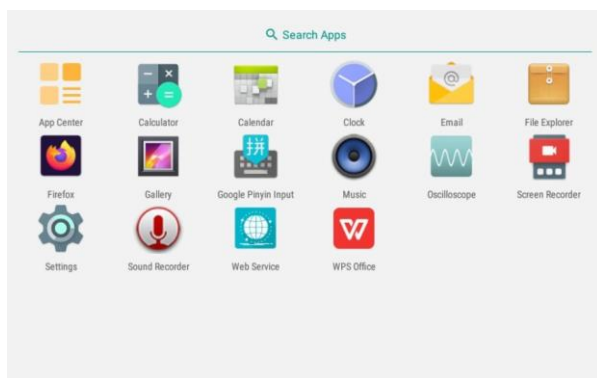 Search Apps
App Center Calculator Calendar Clock Email File Explorer
拼
Firefox Gallery Google Pinyin Input Music Oscilloscope Screen Recorder
Settings Sound Recorder Web Service WPS Office